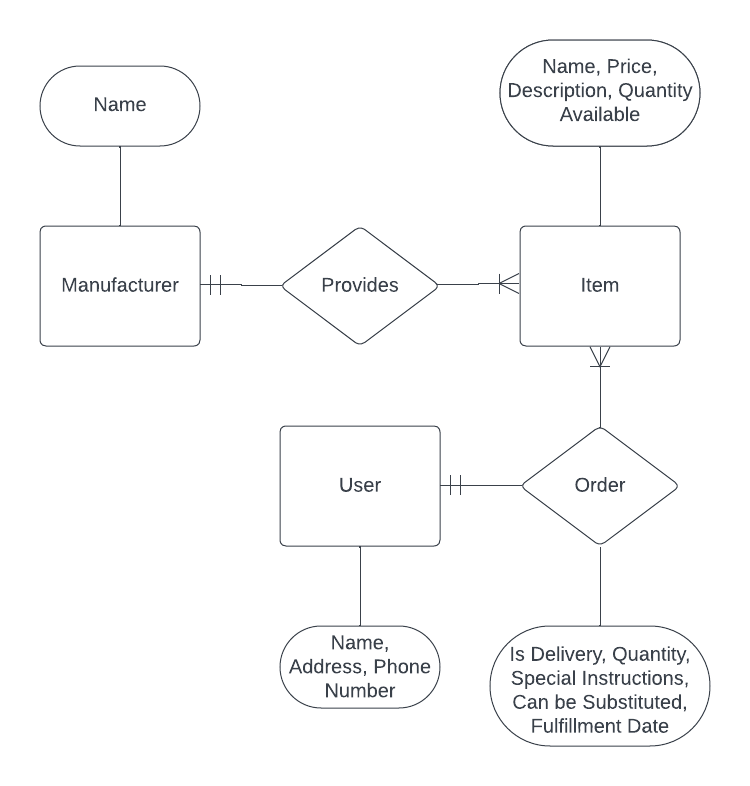 Name
Name, Price,
Description, Quantity
Available
Manufacturer
Provides
Item
User
Order
Name,
Address, Phone
Number
Is Delivery, Quantity,
Special Instructions,
Can be Substituted,
Fulfillment Date